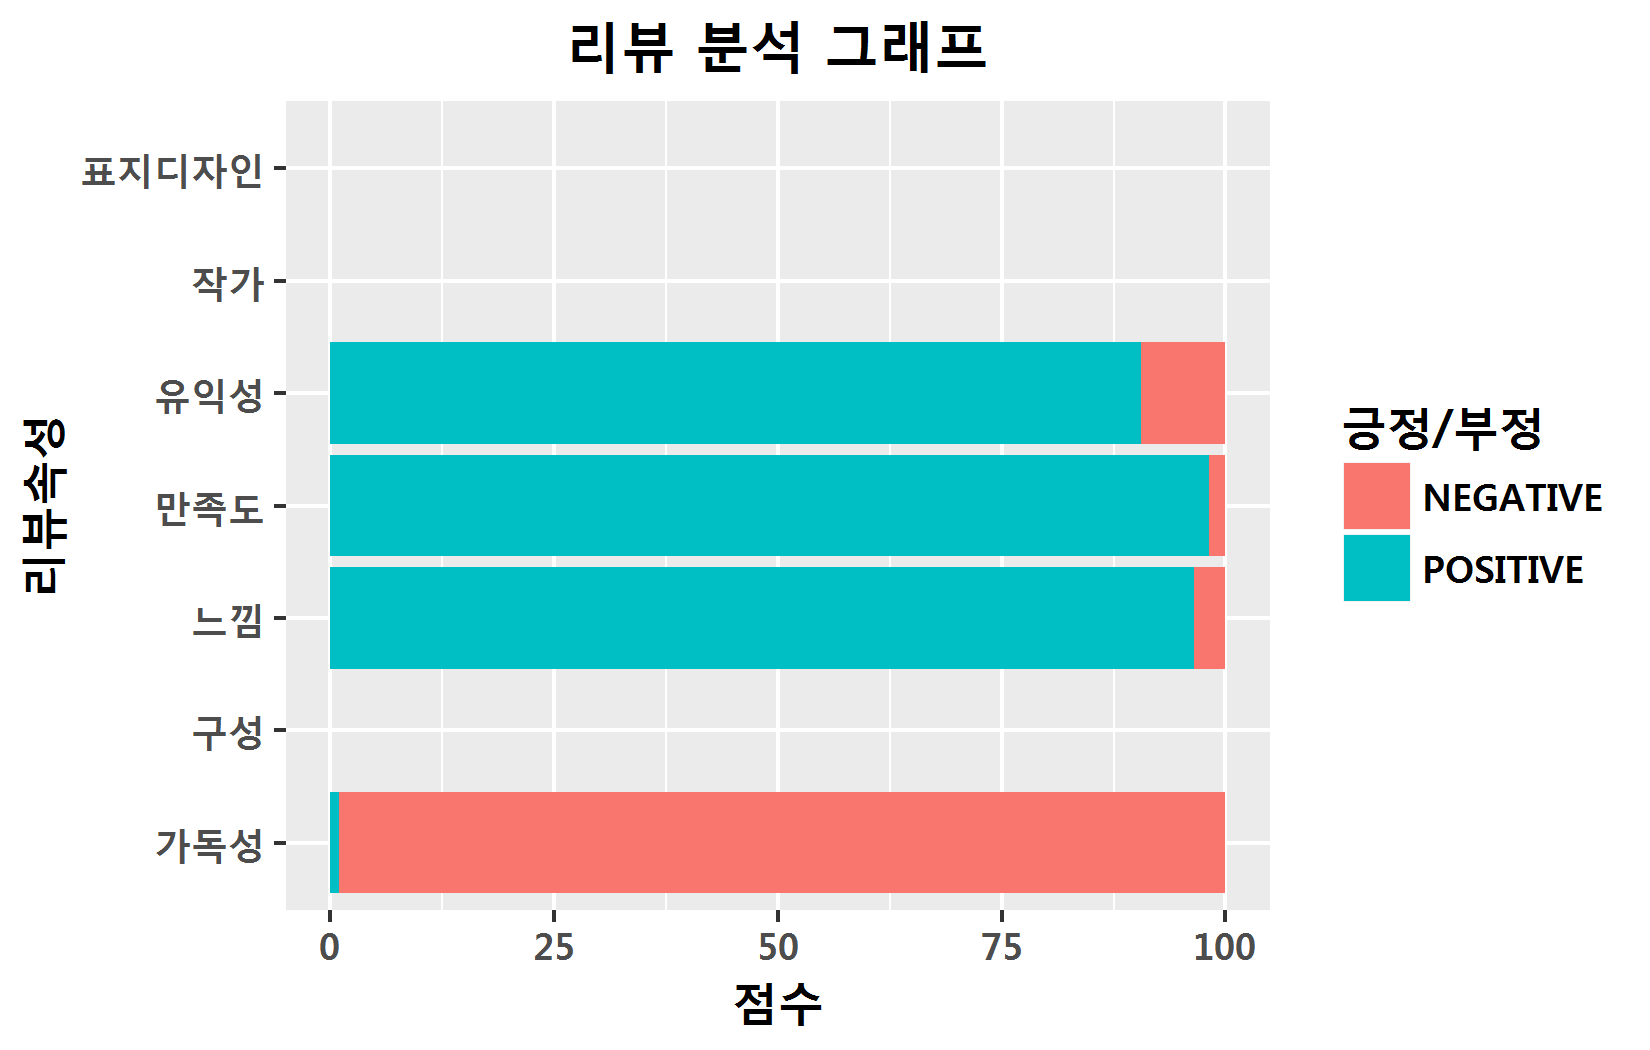 리뷰 분석 그래프
표지디자인
작가
유익성
만족도
느낌
구성
가독성
리뷰속성
0 25 50 75 100
점수
긍정/부정
NEGATIVE
POSITIVE